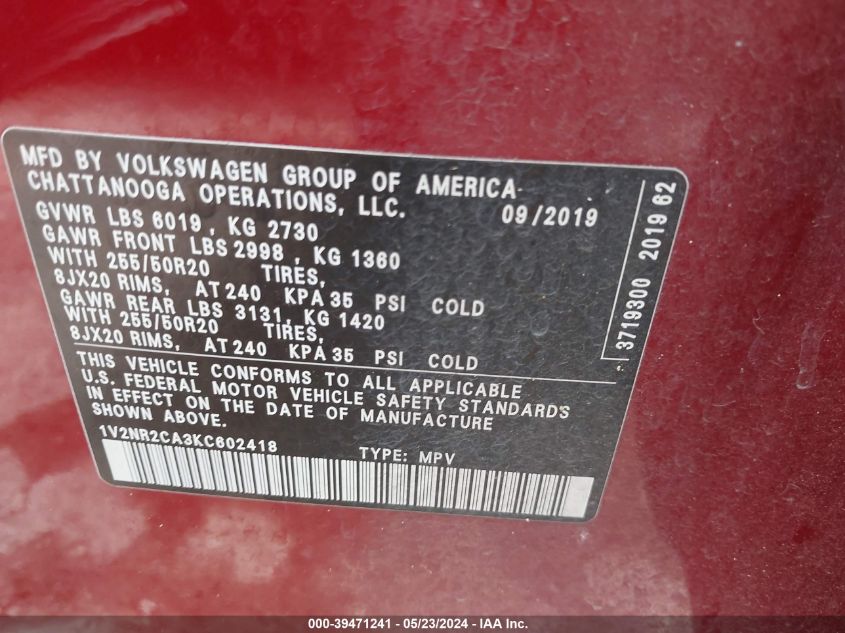 MFD BY VOLKSWAGEN GROUP OF AMERICA
CHATTANOOGA OPERATIONS, LLC.
09/2019
GVWR LBS 6019 , KG 2730
GAWR FRONT LBS 2998 , KG 1360
WITH 255/50R20 TIRES,
8JX20 RIMS, AT 240 KPA 35 PSI COLD
GAWR REAR LBS 3131, KG 1420
WITH 255/50R20 TIRES,
8JX20 RIMS, AT 240 KPA 35 PSI COLD
THIS VEHICLE CONFORMS TO ALL APPLICABLE
U.S. FEDERAL MOTOR VEHICLE SAFETY STANDARDS
IN EFFECT ON THE DATE OF MANUFACTURE
SHOWN ABOVE.
1V2NR2CA3KC602418
TYPE: MPV
3719300 2019 62
000-39471241 - 05/23/2024 - IAA Inc.